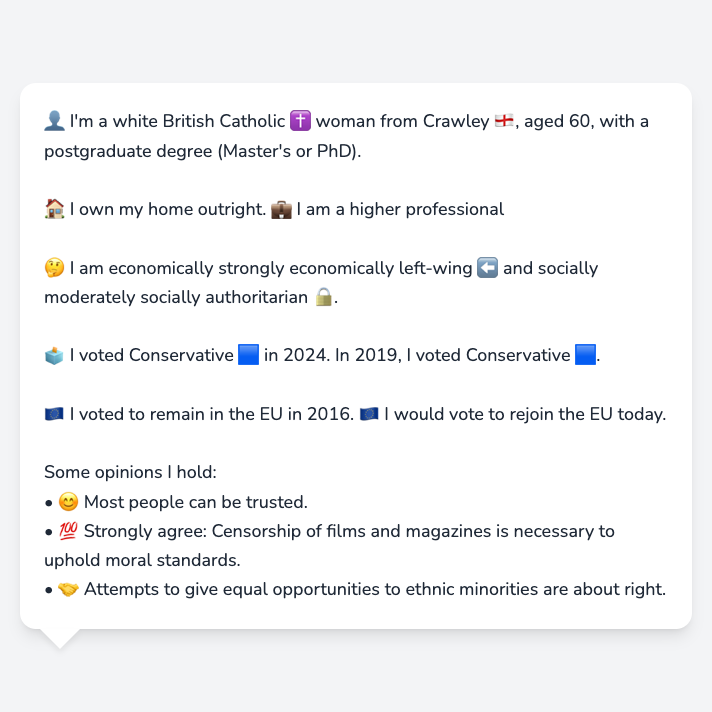 👤 I'm a white British Catholic ✝️ woman from Crawley 🏴󠁧󠁢󠁥󠁮󠁧󠁿, aged 60, with a
postgraduate degree (Master's or PhD).
🏠 I own my home outright. 💼 I am a higher professional
🤔 I am economically strongly economically left-wing ⬅️ and socially
moderately socially authoritarian 🔒.
🗳️ I voted Conservative 🟦 in 2024. In 2019, I voted Conservative 🟦.
🇪🇺 I voted to remain in the EU in 2016. 🇪🇺 I would vote to rejoin the EU today.
Some opinions I hold:
• 😊 Most people can be trusted.
• 💯 Strongly agree: Censorship of films and magazines is necessary to
uphold moral standards.
• 🤝 Attempts to give equal opportunities to ethnic minorities are about right.